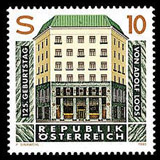 S 10
125. GEBURTSTAG
VON ADOLF LOOS
REPUBLIK
ÖSTERREICH